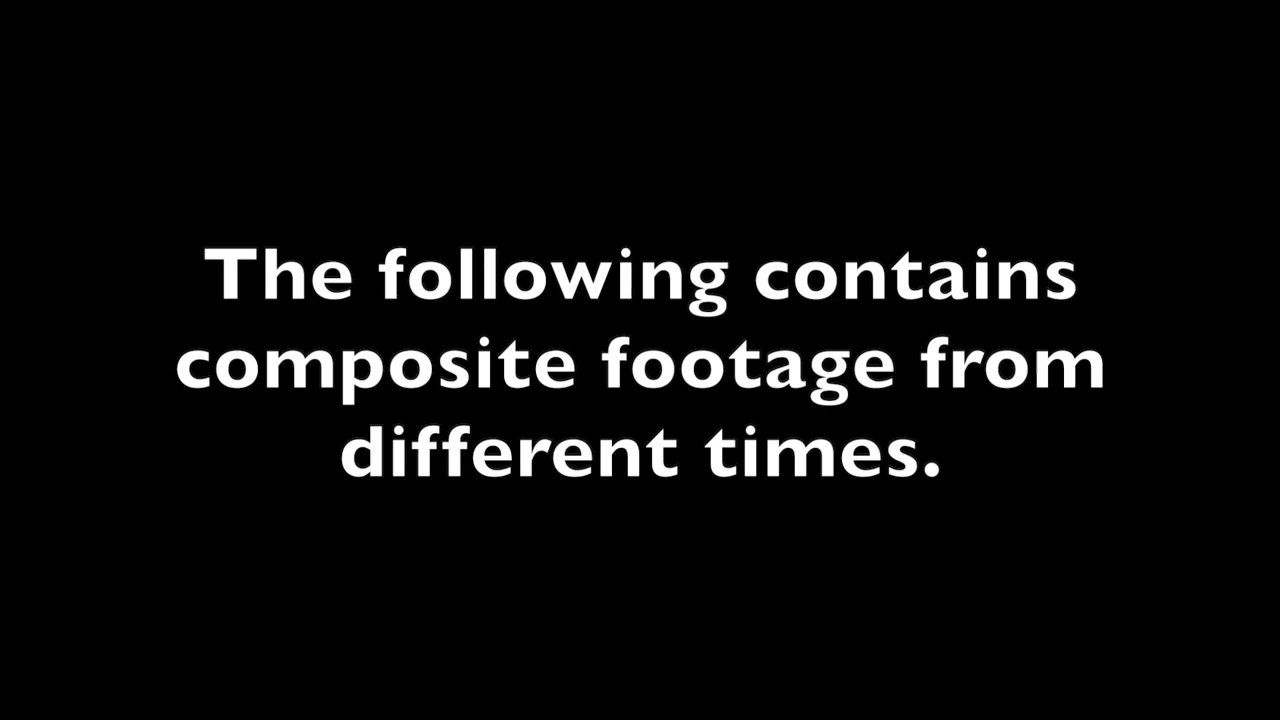 The following contains
composite footage from
different times.